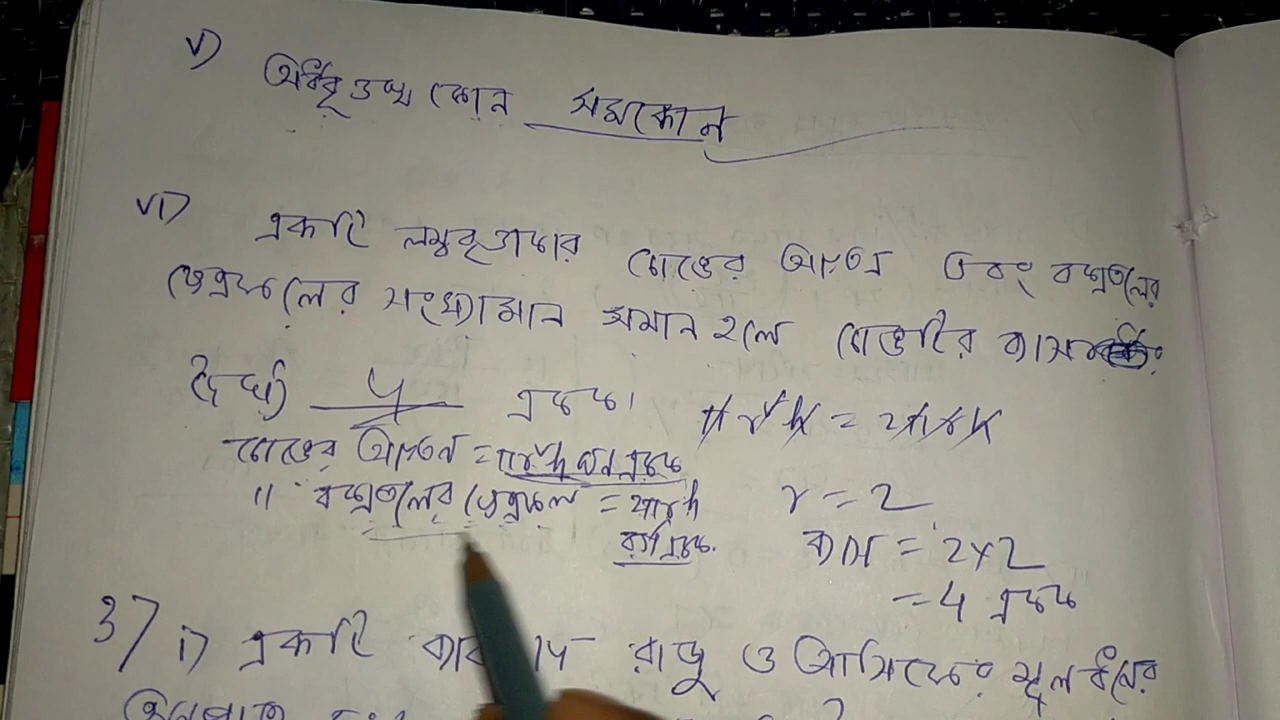 v) অর্ধবৃত্তস্থ কোন সমকোন
vi) একটি লম্ববৃত্তাকার চোঙের আয়তন এবং বক্রতলের
ক্ষেত্রফলের সংখ্যামান সমান হলে চোঙটির ব্যাসের
দৈর্ঘ্য 4 একক।
πr²h = 2πrh
চোঙের আয়তন = πr²h ঘন একক
" বক্রতলের ক্ষেত্রফল = 2πrh
বর্গ একক.
r = 2
ব্যাস = 2×2
= 4 একক
3) i) একটি রাজু ও আসিফের মূলধনের